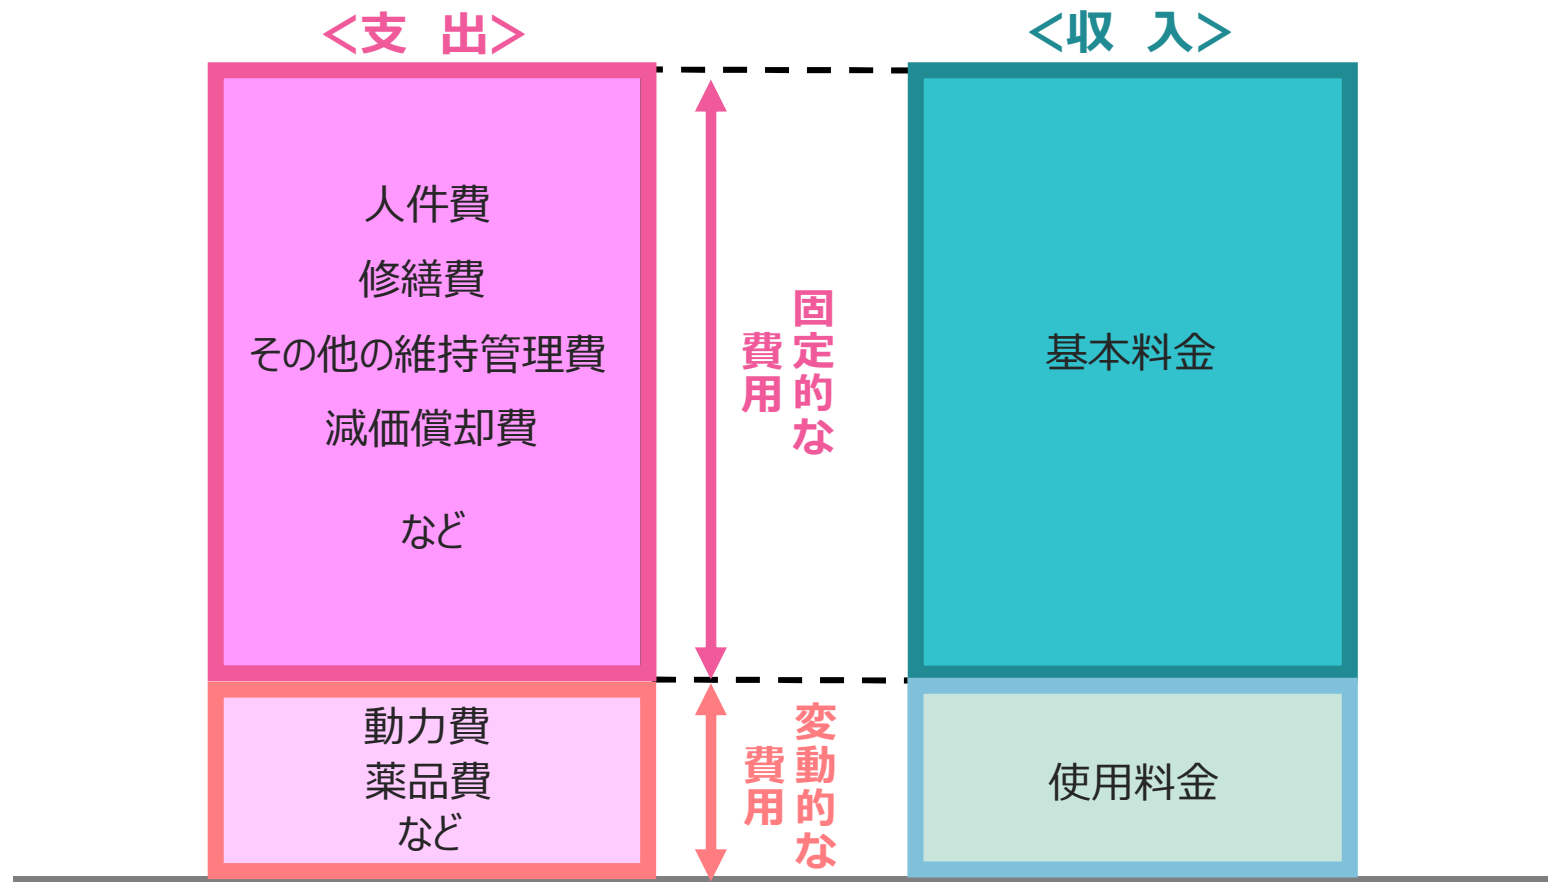 ＜支 出＞
＜収 入＞
人件費
修繕費
その他の維持管理費
減価償却費
など
固定的な
費用
基本料金
動力費
薬品費
など
変動的な
費用
使用料金